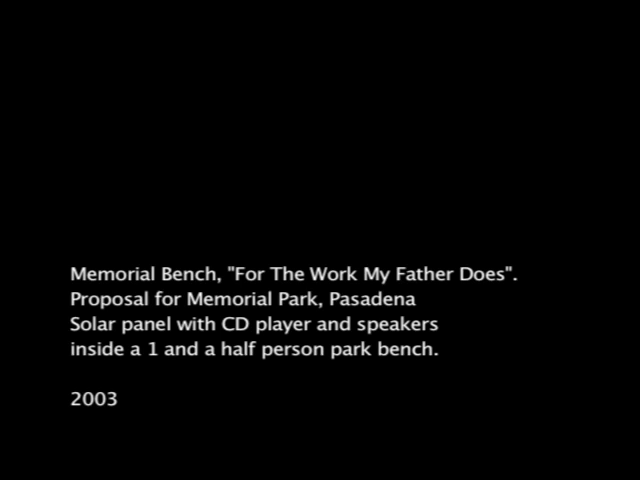 Memorial Bench, "For The Work My Father Does".
Proposal for Memorial Park, Pasadena
Solar panel with CD player and speakers
inside a 1 and a half person park bench.
2003